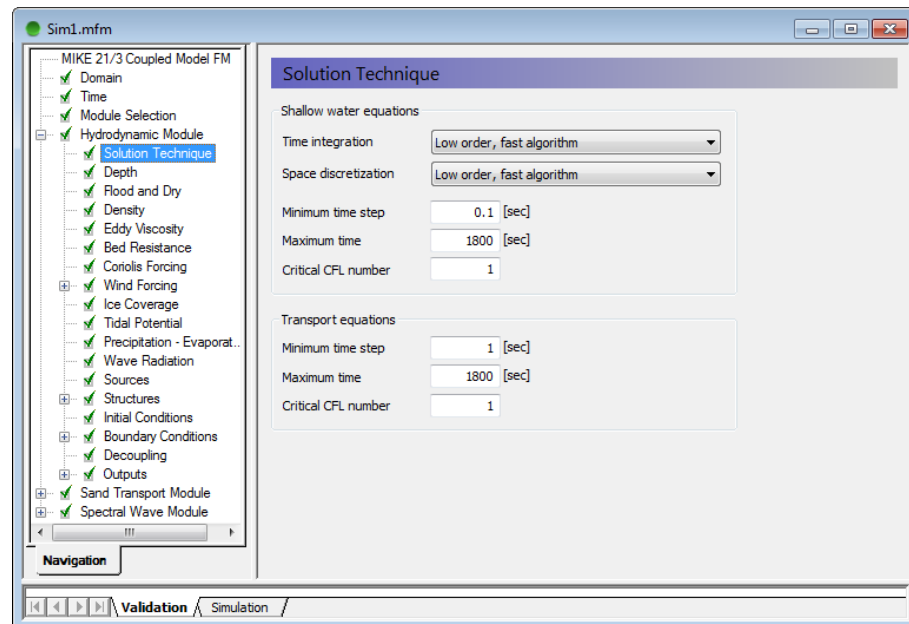 Sim1.mfm
MIKE 21/3 Coupled Model FM
Domain
Time
Module Selection
Hydrodynamic Module
Solution Technique
Depth
Flood and Dry
Density
Eddy Viscosity
Bed Resistance
Coriolis Forcing
Wind Forcing
Ice Coverage
Tidal Potential
Precipitation - Evaporat..
Wave Radiation
Sources
Structures
Initial Conditions
Boundary Conditions
Decoupling
Outputs
Sand Transport Module
Spectral Wave Module
Navigation
Solution Technique
Shallow water equations
Time integration Low order, fast algorithm
Space discretization Low order, fast algorithm
Minimum time step 0.1 [sec]
Maximum time 1800 [sec]
Critical CFL number 1
Transport equations
Minimum time step 1 [sec]
Maximum time 1800 [sec]
Critical CFL number 1
Validation Simulation